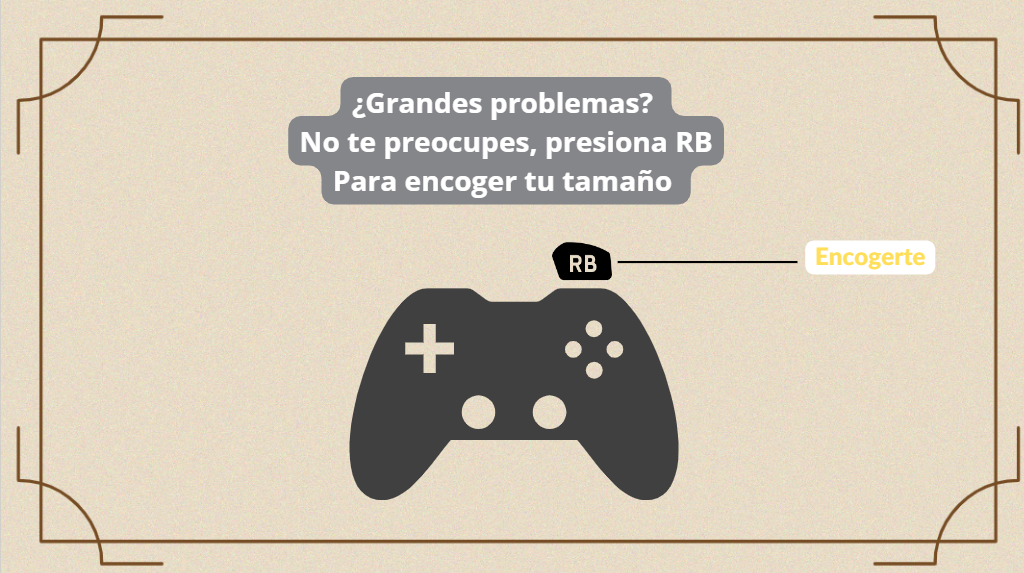 ¿Grandes problemas?
No te preocupes, presiona RB
Para encoger tu tamaño
RB
Encogerte